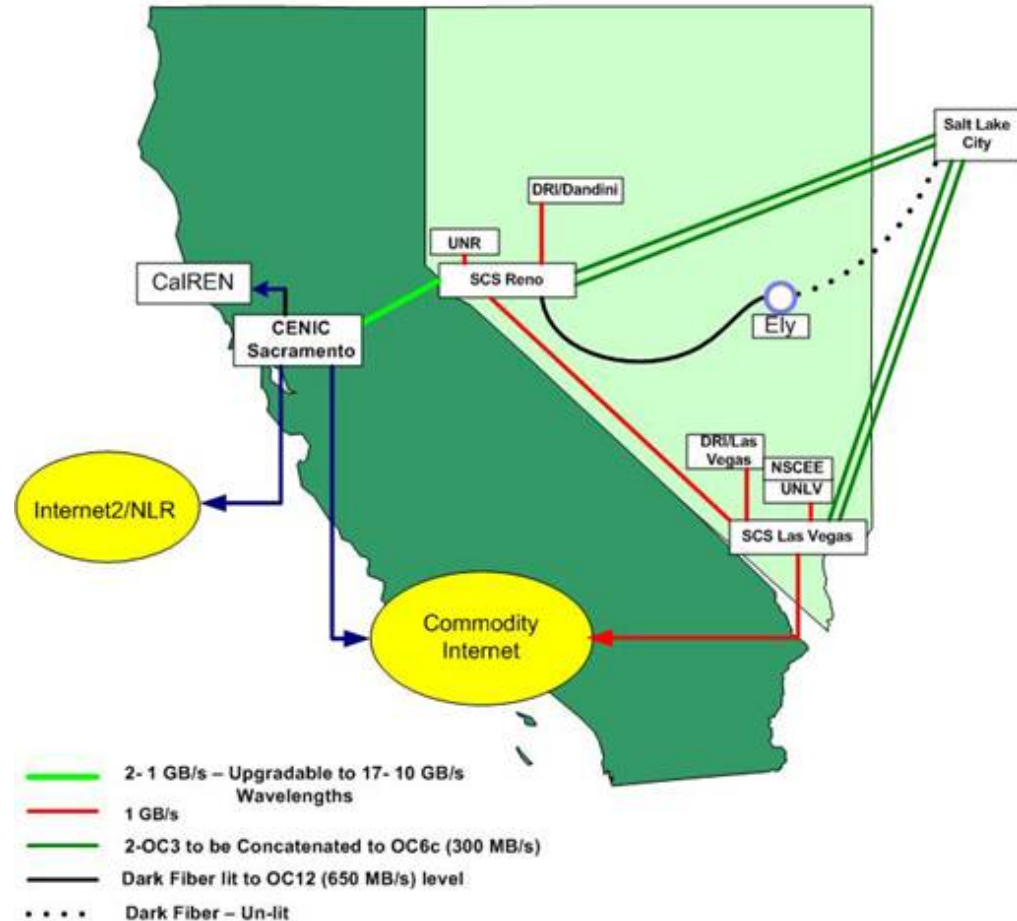 Salt Lake
City
DRI/Dandini
UNR
SCS Reno
CalREN
CENIC
Sacramento
Ely
DRI/Las
Vegas
NSCEE
UNLV
SCS Las Vegas
Internet2/NLR
Commodity
Internet
2- 1 GB/s – Upgradable to 17- 10 GB/s
Wavelengths
1 GB/s
2-OC3 to be Concatenated to OC6c (300 MB/s)
Dark Fiber lit to OC12 (650 MB/s) level
Dark Fiber – Un-lit